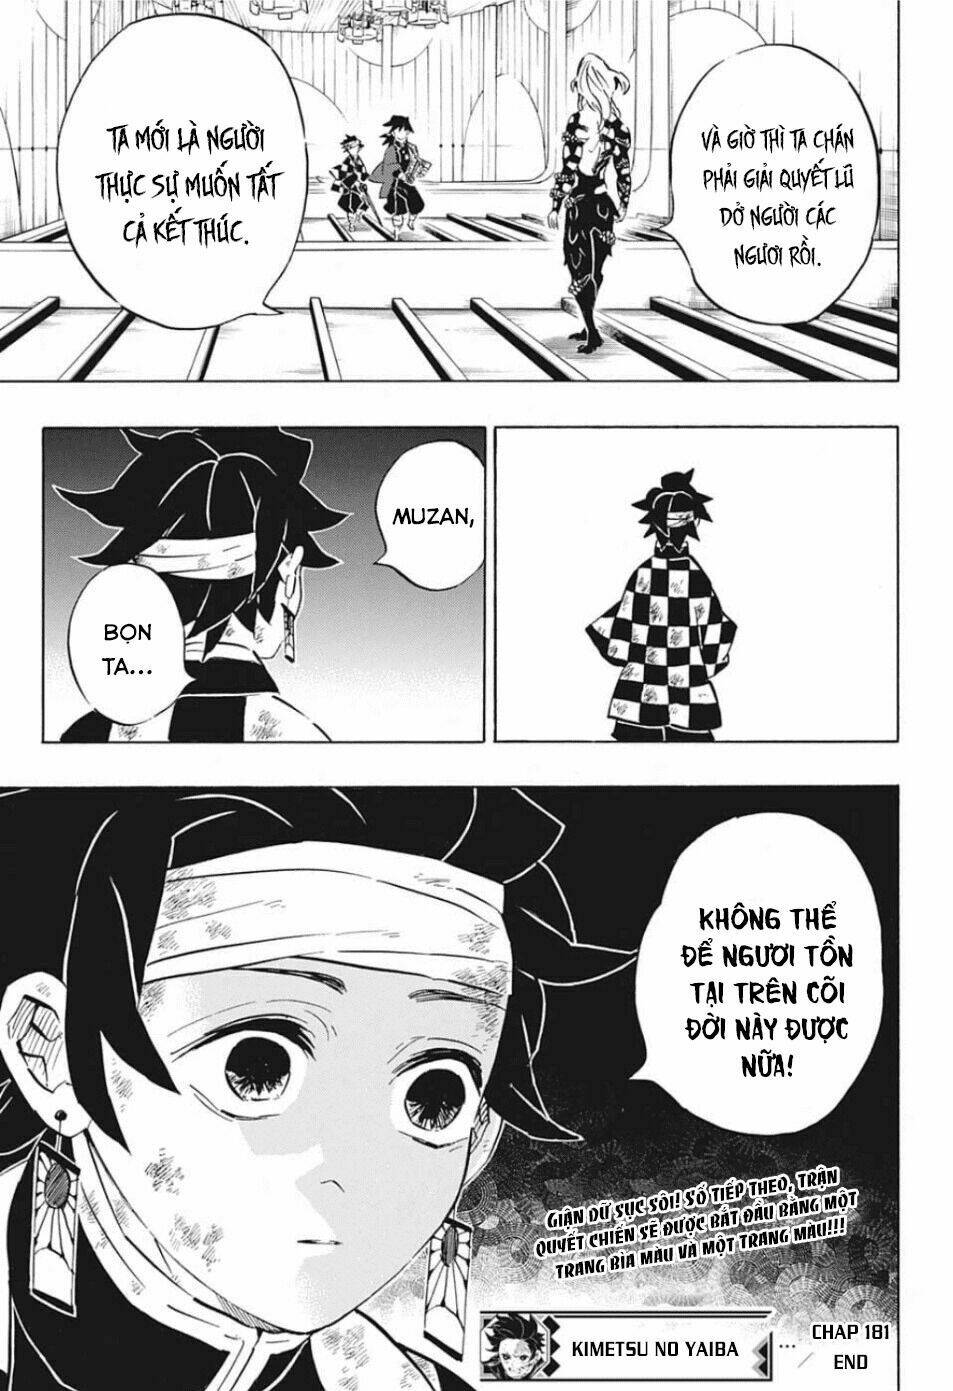 VÀ GIỜ THÌ TA CHÁN
PHẢI GIẢI QUYẾT LŨ
DỞ NGƯỜI CÁC
NGƯƠI RỒI.
TA MỚI LÀ NGƯỜI
THỰC SỰ MUỐN TẤT
CẢ KẾT THÚC.
MUZAN,
BỌN
TA...
KHÔNG THỂ
ĐỂ NGƯƠI TỒN
TẠI TRÊN CÕI
ĐỜI NÀY ĐƯỢC
NỮA!
GIẬN DỮ SỤC SÔI! SỐ TIẾP THEO, TRẬN
QUYẾT CHIẾN SẼ ĐƯỢC BẮT ĐẦU BẰNG MỘT
TRANG BÌA MÀU VÀ MỘT TRANG MÀU!!!
KIMETSU NO YAIBA
... CHAP 181
/ END